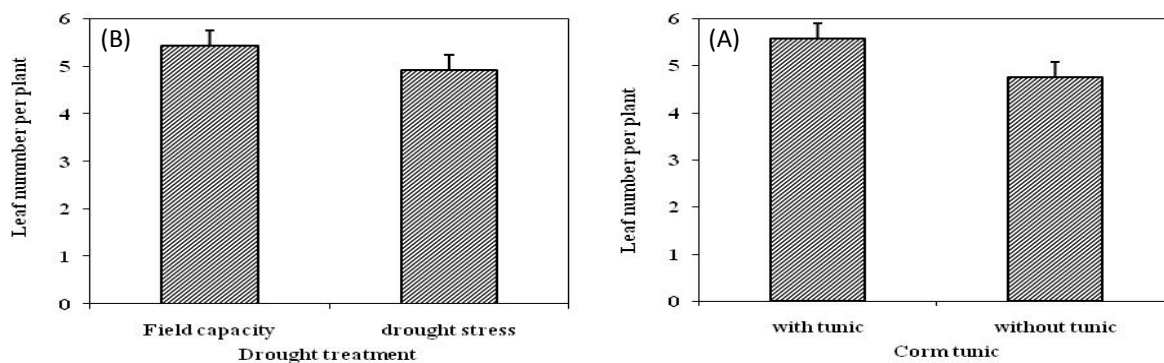 (B)
Leaf nummber per plant
6
5
4
3
2
1
0
Field capacity drought stress
Drought treatment
(A)
Leaf number per plant
6
5
4
3
2
1
0
with tunic without tunic
Corm tunic